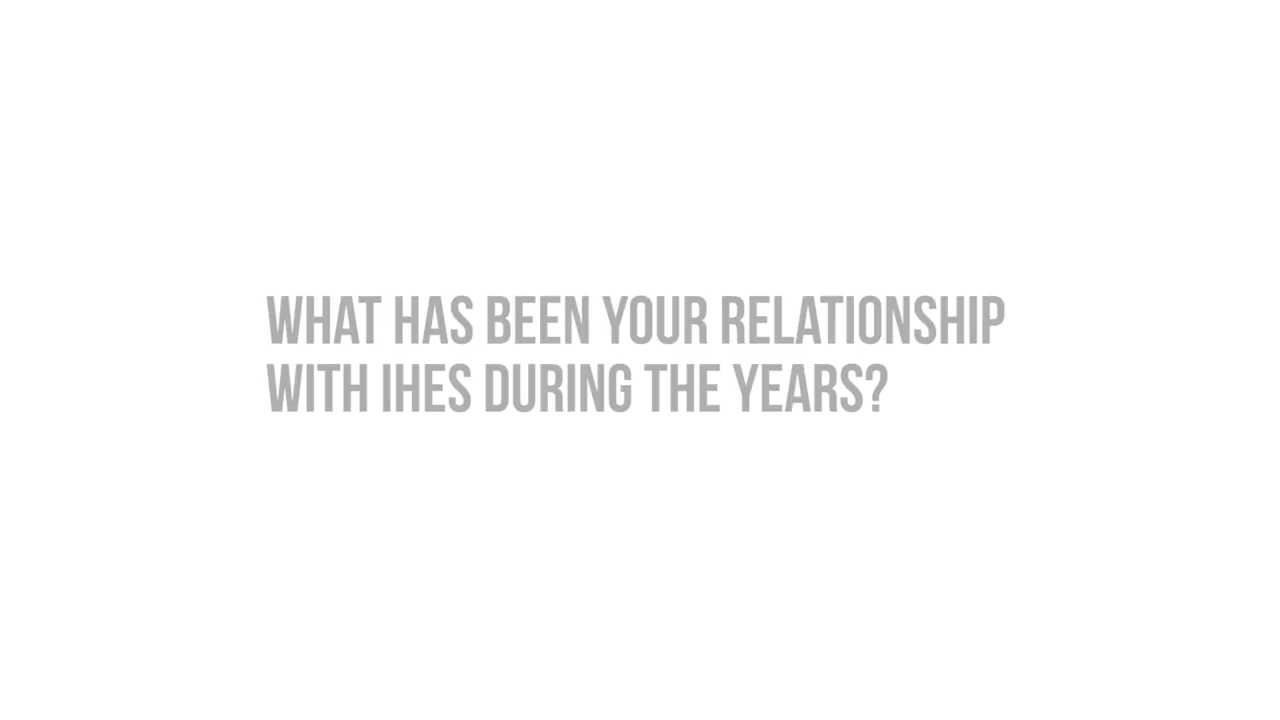 WHAT HAS BEEN YOUR RELATIONSHIP
WITH IHES DURING THE YEARS?